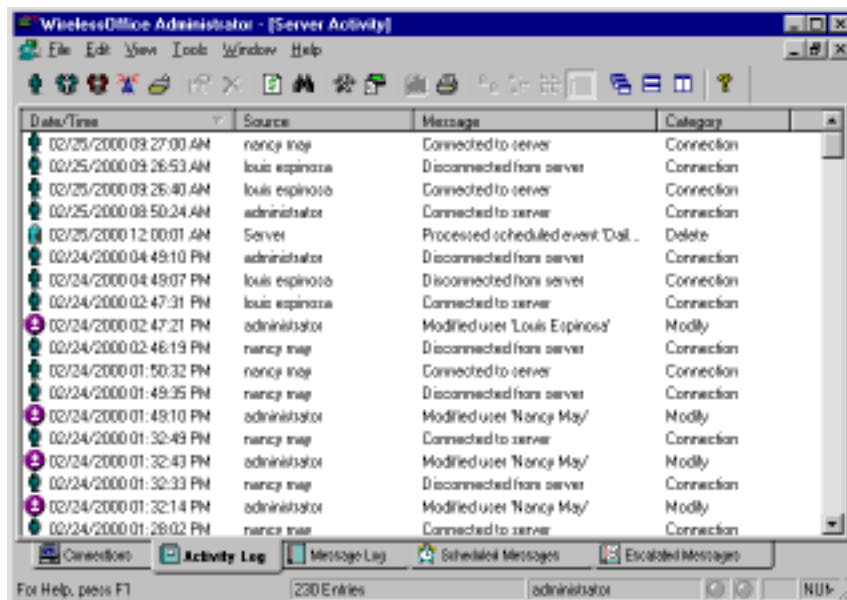 WirelessOffice Administrator - [Server Activity]
File Edit View Tools Window Help
Date/Time Source Message Category
02/25/2000 09:27:00 AM nancy may Connected to server Connection
02/25/2000 09:26:53 AM louis espinosa Disconnected from server Connection
02/25/2000 09:26:40 AM louis espinosa Connected to server Connection
02/25/2000 08:50:24 AM administrator Connected to server Connection
02/25/2000 12:00:01 AM Server Processed scheduled event 'Dail... Delete
02/24/2000 04:49:10 PM administrator Disconnected from server Connection
02/24/2000 04:49:07 PM louis espinosa Disconnected from server Connection
02/24/2000 02:47:31 PM louis espinosa Connected to server Connection
02/24/2000 02:47:21 PM administrator Modified user 'Louis Espinosa' Modify
02/24/2000 02:46:19 PM nancy may Disconnected from server Connection
02/24/2000 01:50:32 PM nancy may Connected to server Connection
02/24/2000 01:49:35 PM nancy may Disconnected from server Connection
02/24/2000 01:49:10 PM administrator Modified user 'Nancy May' Modify
02/24/2000 01:32:49 PM nancy may Connected to server Connection
02/24/2000 01:32:43 PM administrator Modified user 'Nancy May' Modify
02/24/2000 01:32:33 PM nancy may Disconnected from server Connection
02/24/2000 01:32:14 PM administrator Modified user 'Nancy May' Modify
02/24/2000 01:28:02 PM nancy may Connected to server Connection
Connections Activity Log Message Log Scheduled Messages Escalated Messages
For Help, press F1 230 Entries administrator NUM